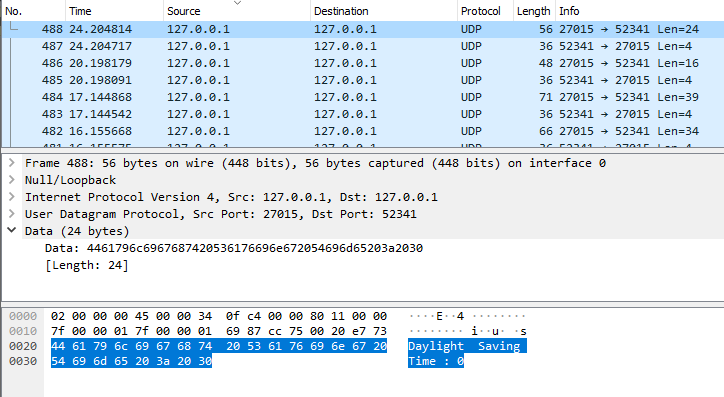 No. Time Source Destination Protocol Length Info
488 24.204814 127.0.0.1 127.0.0.1 UDP 56 27015 → 52341 Len=24
487 24.204717 127.0.0.1 127.0.0.1 UDP 36 27015 → 52341 Len=4
486 20.198179 127.0.0.1 127.0.0.1 UDP 48 27015 → 52341 Len=16
485 20.198091 127.0.0.1 127.0.0.1 UDP 36 27015 → 52341 Len=4
484 17.144868 127.0.0.1 127.0.0.1 UDP 71 27015 → 52341 Len=39
483 17.144542 127.0.0.1 127.0.0.1 UDP 36 27015 → 52341 Len=4
482 16.155668 127.0.0.1 127.0.0.1 UDP 66 27015 → 52341 Len=34
Frame 488: 56 bytes on wire (448 bits), 56 bytes captured (448 bits) on interface 0
Null/Loopback
Internet Protocol Version 4, Src: 127.0.0.1, Dst: 127.0.0.1
User Datagram Protocol, Src Port: 27015, Dst Port: 52341
Data (24 bytes)
Data: 4461796c6967687420536176696e672054696d65203a2030
[Length: 24]
0000 02 00 00 00 45 00 00 34 0f c4 00 00 80 11 00 00 ····E··4 ········
0010 7f 00 00 01 7f 00 00 01 69 87 cc 75 00 20 e7 73 ········ i··u· ·s
0020 44 61 79 6c 69 67 68 74 20 53 61 76 69 6e 67 20 Daylight Saving
0030 54 69 6d 65 20 3a 20 30 Time : 0